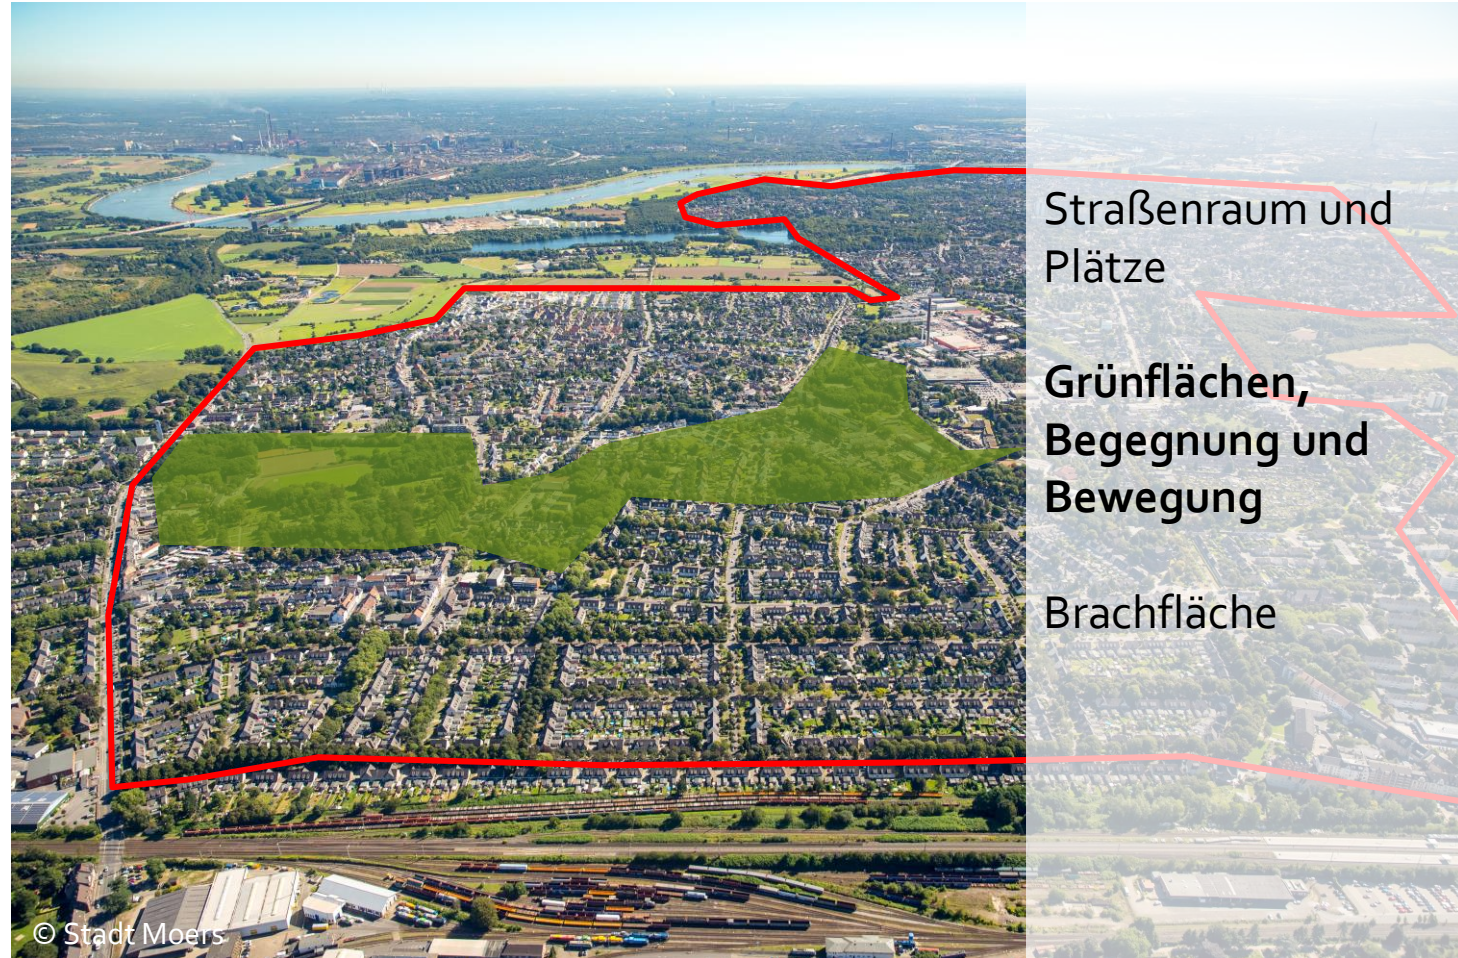 Straßenraum und
Plätze
Grünflächen,
Begegnung und
Bewegung
Brachfläche
© Stadt Moers